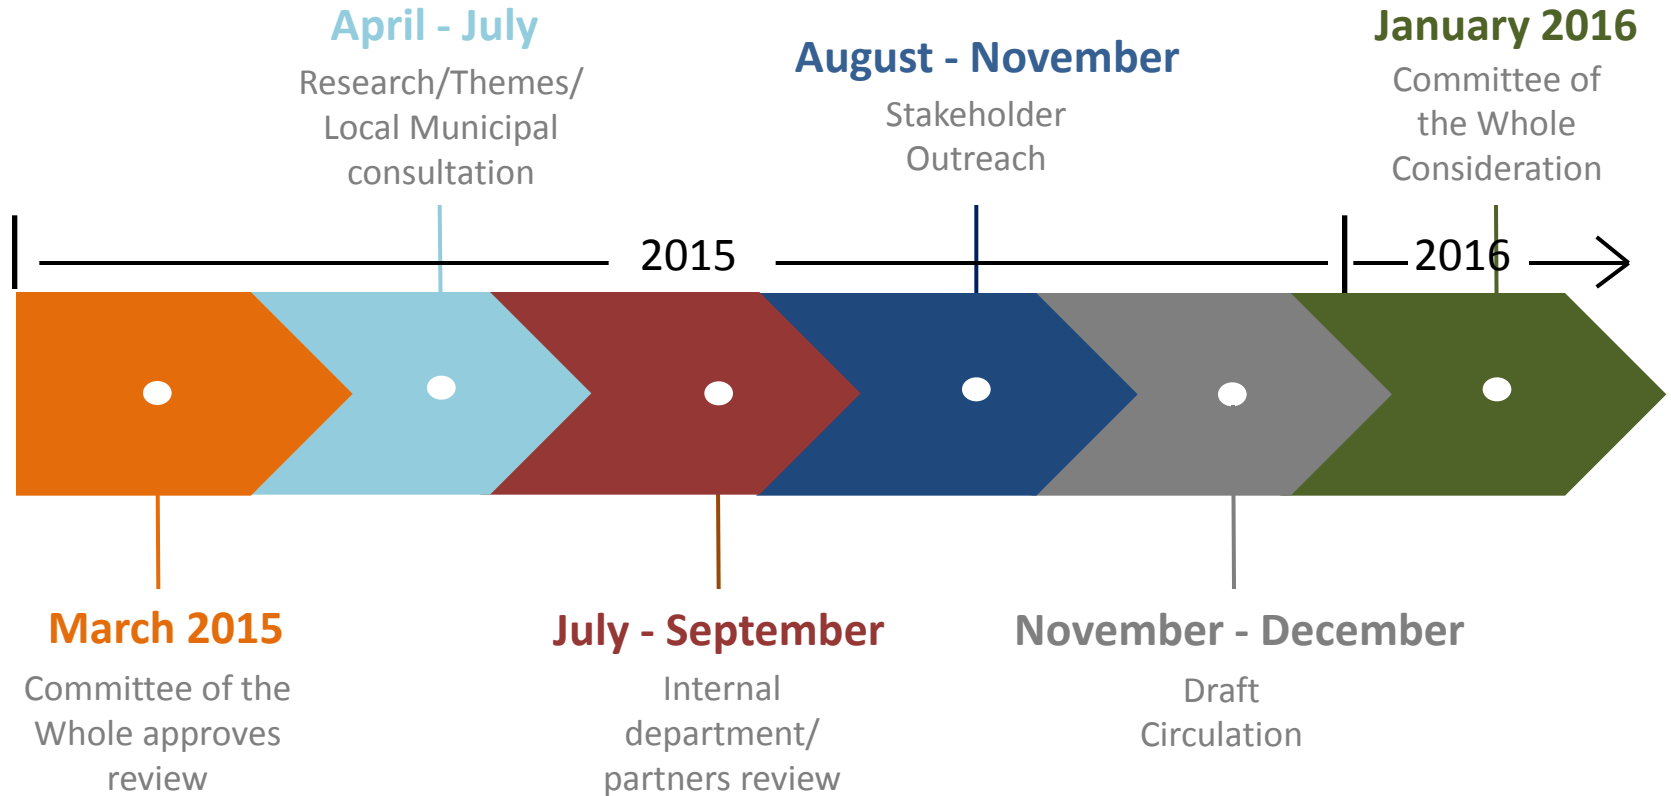 April - July
Research/Themes/
Local Municipal
consultation
August - November
Stakeholder
Outreach
January 2016
Committee of
the Whole
Consideration
2015
2016
March 2015
Committee of the
Whole approves
review
July - September
Internal
department/
partners review
November - December
Draft
Circulation